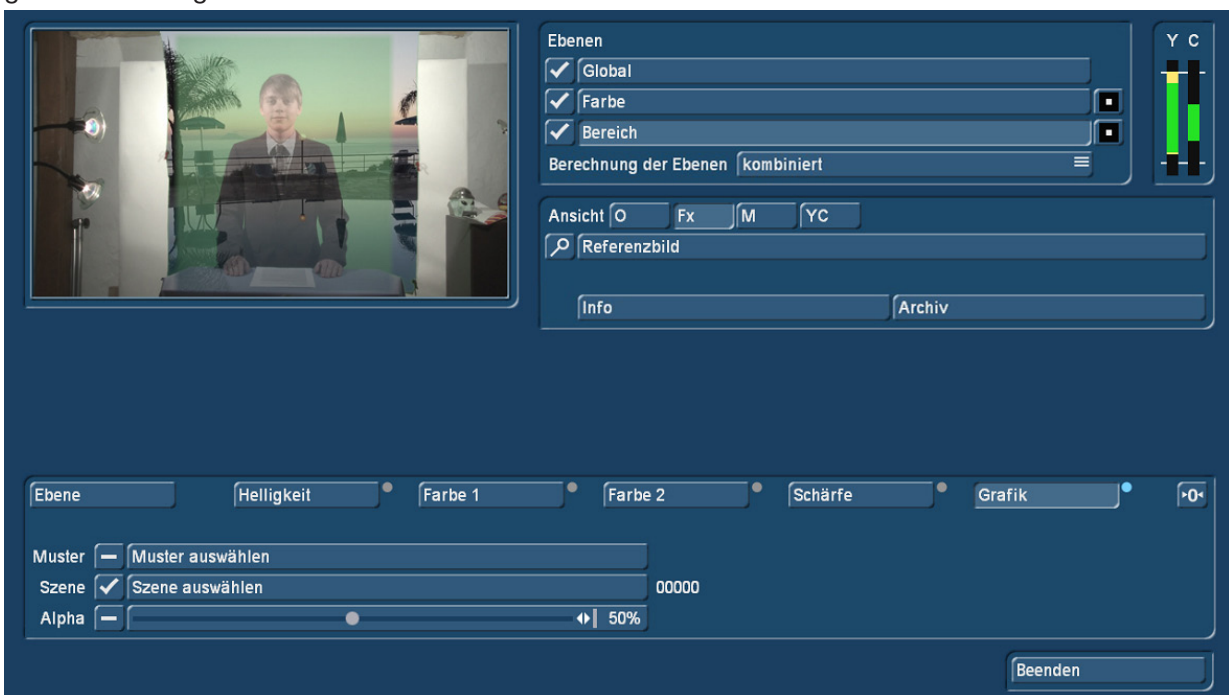 Ebenen
Y C
Global
Farbe
Bereich
Berechnung der Ebenen kombiniert
Ansicht O Fx M YC
Referenzbild
Info Archiv
Ebene Helligkeit Farbe 1 Farbe 2 Schärfe Grafik ▸0◂
Muster Muster auswählen
Szene Szene auswählen 00000
Alpha 50%
Beenden